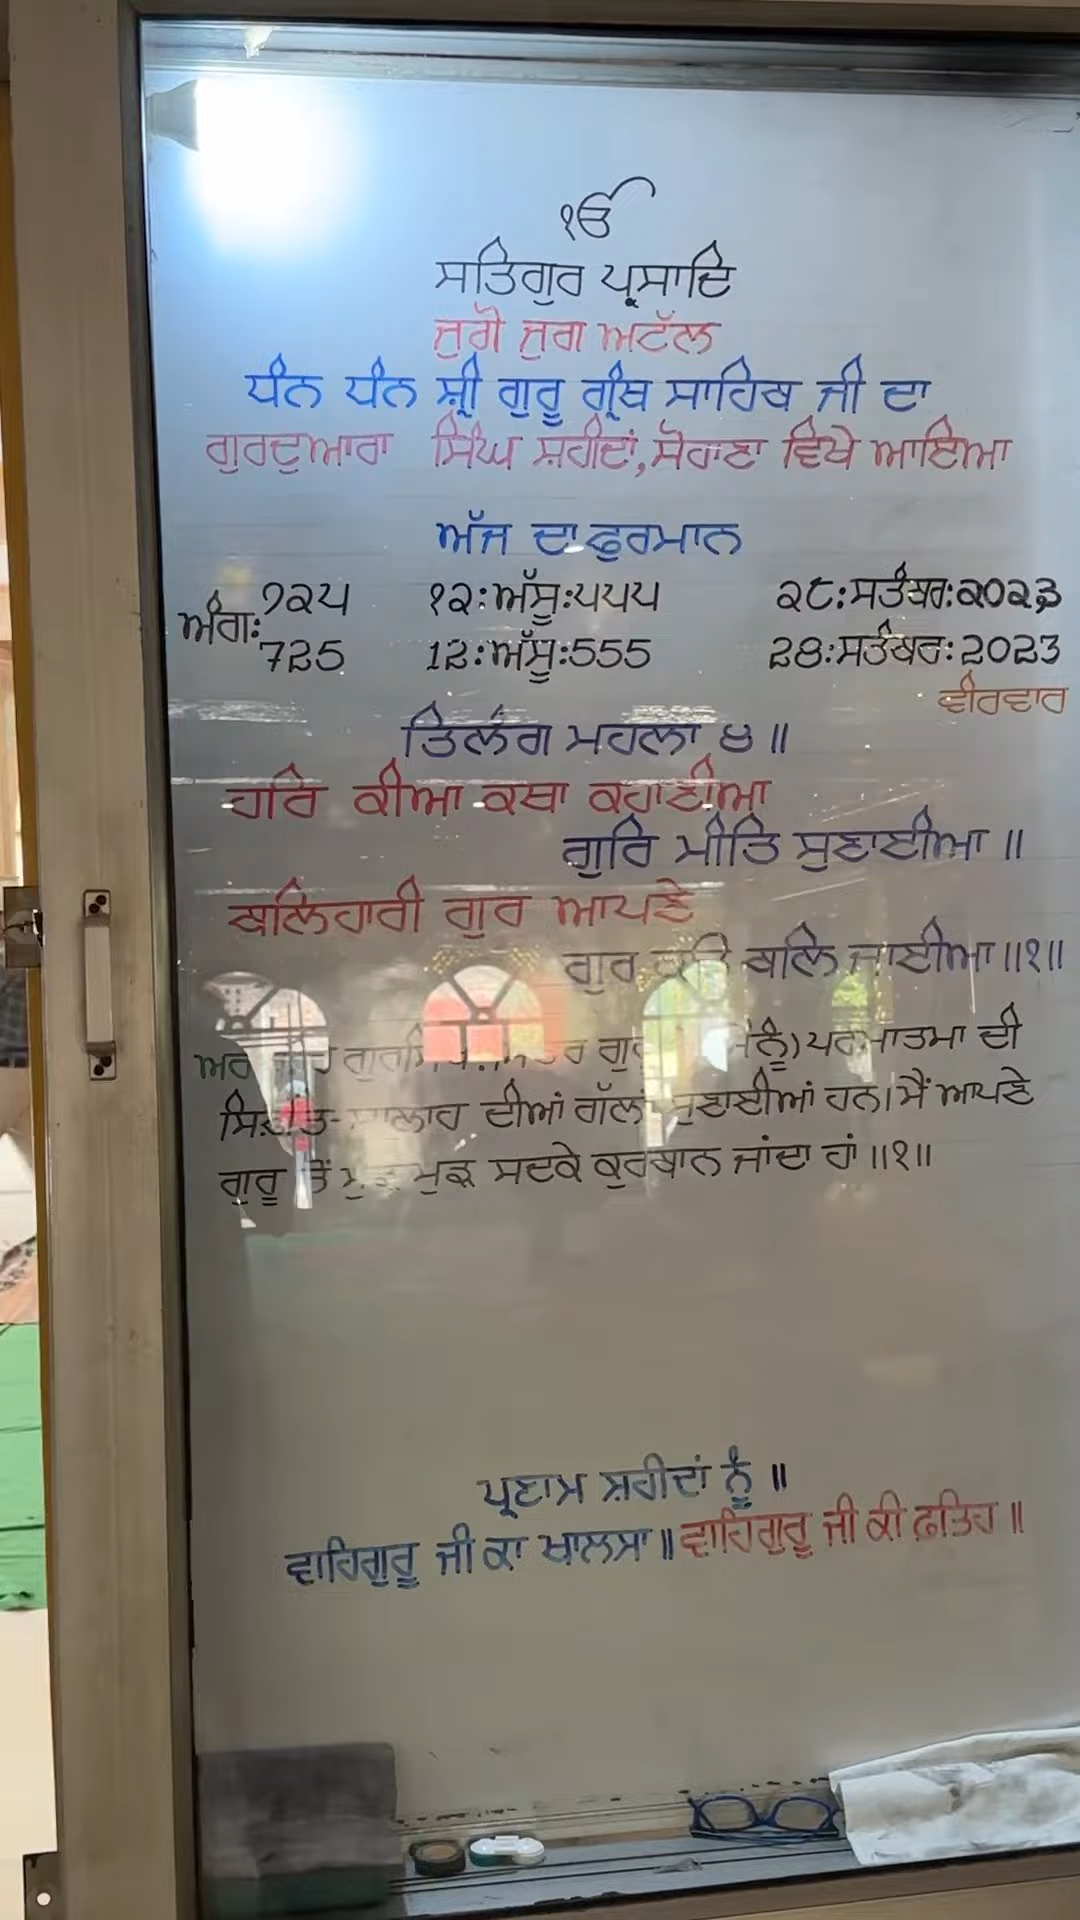 ੴ
ਸਤਿਗੁਰ ਪ੍ਰਸਾਦਿ
ਜੁਗੋ ਜੁਗ ਅਟੱਲ
ਧੰਨ ਧੰਨ ਸ਼੍ਰੀ ਗੁਰੂ ਗ੍ਰੰਥ ਸਾਹਿਬ ਜੀ ਦਾ
ਗੁਰਦੁਆਰਾ ਸਿੰਘ ਸ਼ਹੀਦਾਂ, ਸੋਹਾਣਾ ਵਿਖੇ ਆਇਆ
ਅੱਜ ਦਾ ਫੁਰਮਾਨ
ਅੰਗ: ੭੨੫ ੧੨:ਅੱਸੂ:੫੫੫ ੨੮:ਸਤੰਬਰ:੨੦੨੩
725 12:ਅੱਸੂ:555 28:ਸਤੰਬਰ:2023
ਵੀਰਵਾਰ
ਤਿਲੰਗ ਮਹਲਾ ੪ ॥
ਹਰਿ ਕੀਆ ਕਥਾ ਕਹਾਣੀਆ
ਗੁਰਿ ਮੀਤਿ ਸੁਣਾਈਆ ॥
ਬਲਿਹਾਰੀ ਗੁਰ ਆਪਣੇ
ਗੁਰ ਬਲਿ ਜਾਈਆ ॥੧॥
ਪਰਮਾਤਮਾ ਦੀ
ਸਿਫ਼ਤਿ-ਸਾਲਾਹ ਦੀਆਂ ਗੱਲਾਂ ਸੁਣਾਈਆਂ ਹਨ। ਮੈਂ ਆਪਣੇ
ਗੁਰੂ ਤੋਂ ਮੁੜ ਮੁੜ ਸਦਕੇ ਕੁਰਬਾਨ ਜਾਂਦਾ ਹਾਂ ॥੧॥
ਪ੍ਰਣਾਮ ਸ਼ਹੀਦਾਂ ਨੂੰ ॥
ਵਾਹਿਗੁਰੂ ਜੀ ਕਾ ਖਾਲਸਾ ॥ ਵਾਹਿਗੁਰੂ ਜੀ ਕੀ ਫ਼ਤਿਹ ॥